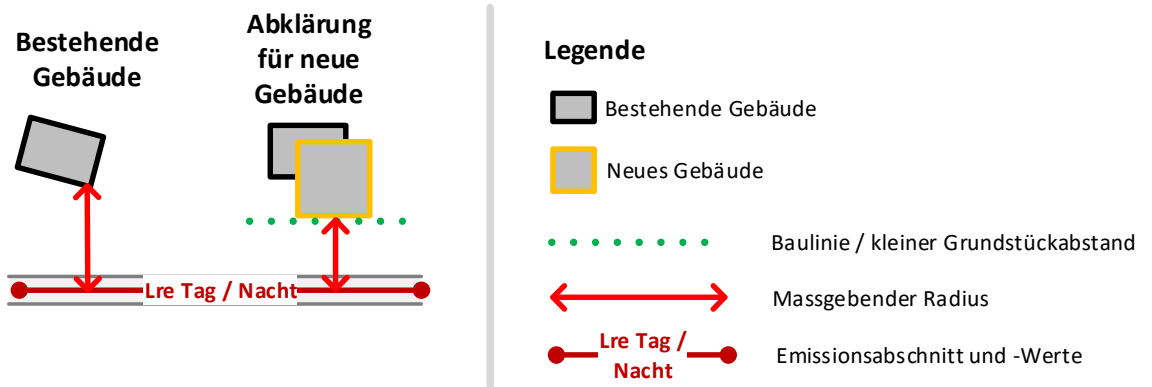 Bestehende
Gebäude
Abklärung
für neue
Gebäude
Lre Tag / Nacht
Legende
Bestehende Gebäude
Neues Gebäude
Baulinie / kleiner Grundstückabstand
Massgebender Radius
Lre Tag /
Nacht
Emissionsabschnitt und -Werte